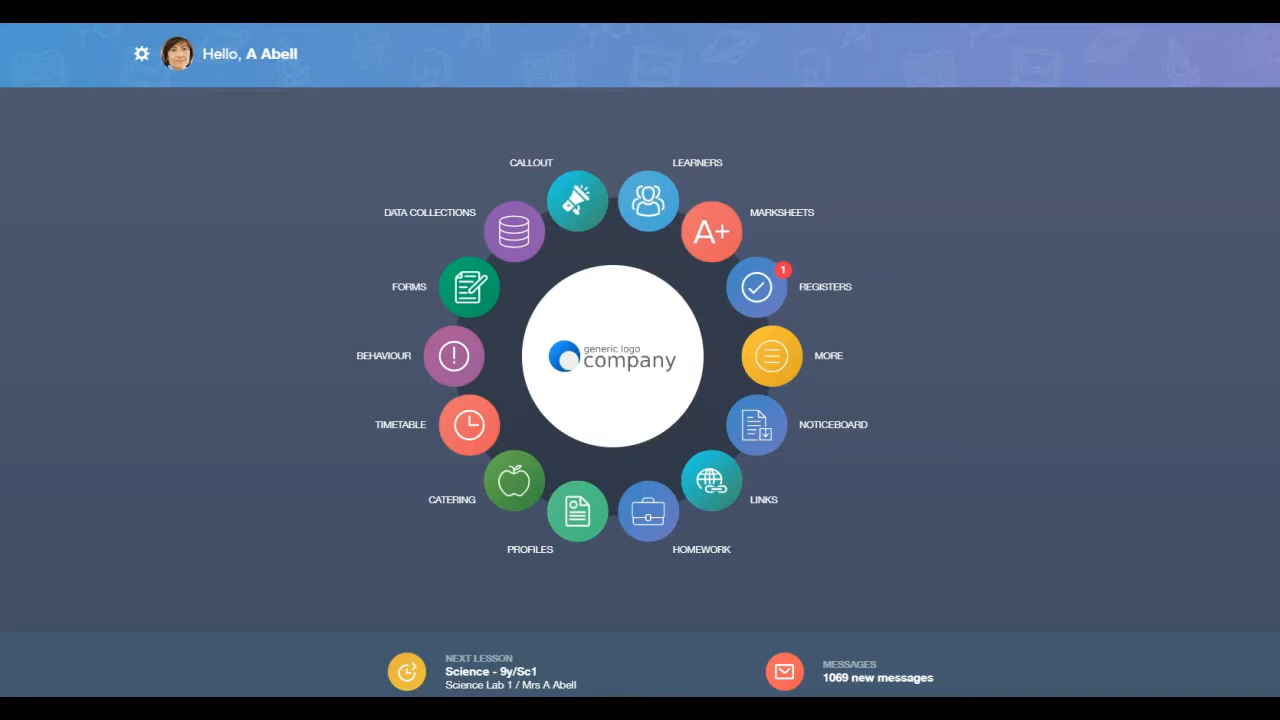 Hello, A Abell
CALLOUT
LEARNERS
DATA COLLECTIONS
MARKSHEETS
A+
1
FORMS
REGISTERS
BEHAVIOUR
generic logo
company
MORE
TIMETABLE
NOTICEBOARD
CATERING
LINKS
PROFILES
HOMEWORK
NEXT LESSON
Science - 9y/Sc1
Science Lab 1 / Mrs A Abell
MESSAGES
1069 new messages